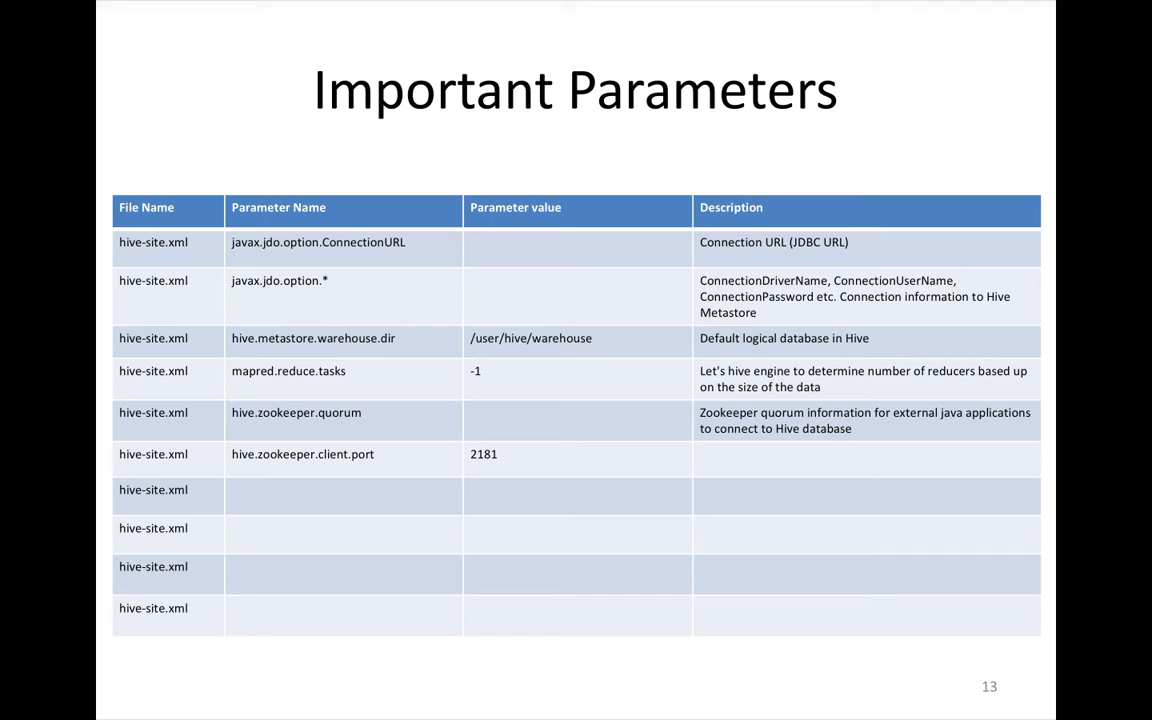 Important Parameters
File Name Parameter Name Parameter value Description
hive-site.xml javax.jdo.option.ConnectionURL Connection URL (JDBC URL)
hive-site.xml javax.jdo.option.* ConnectionDriverName, ConnectionUserName,
ConnectionPassword etc. Connection information to Hive
Metastore
hive-site.xml hive.metastore.warehouse.dir /user/hive/warehouse Default logical database in Hive
hive-site.xml mapred.reduce.tasks -1 Let's hive engine to determine number of reducers based up
on the size of the data
hive-site.xml hive.zookeeper.quorum Zookeeper quorum information for external java applications
to connect to Hive database
hive-site.xml hive.zookeeper.client.port 2181
hive-site.xml
hive-site.xml
hive-site.xml
hive-site.xml
13